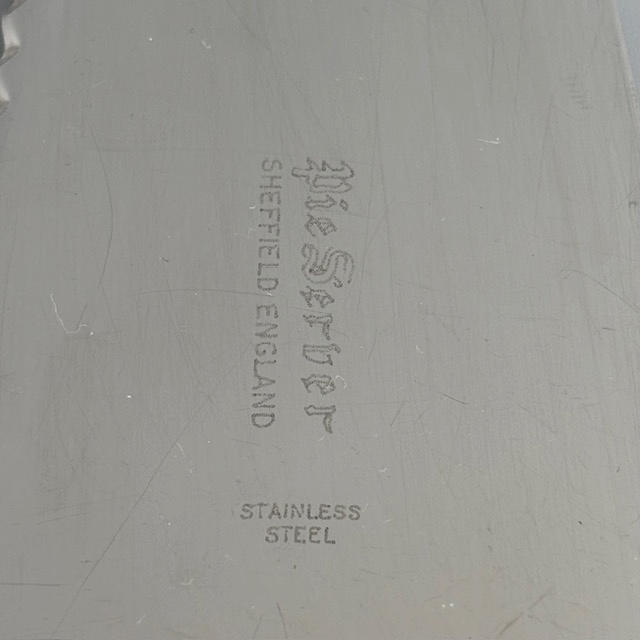 Pie Server
SHEFFIELD ENGLAND
STAINLESS
STEEL